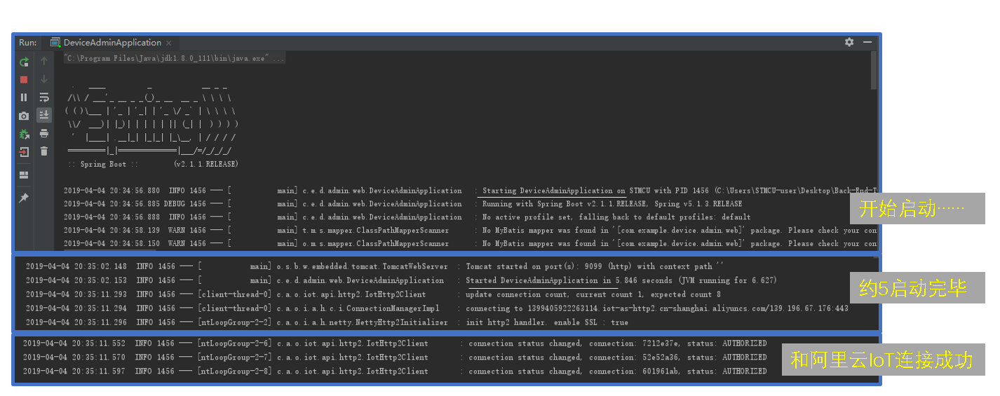 Run: DeviceAdminApplication ×
"C:\Program Files\Java\jdk1.8.0_111\bin\java.exe" ...
  .   ____          _            __ _ _
 /\\ / ___'_ __ _ _(_)_ __  __ _ \ \ \ \
( ( )\___ | '_ | '_| | '_ \/ _` | \ \ \ \
 \\/  ___)| |_)| | | | | || (_| |  ) ) ) )
  '  |____| .__|_| |_|_| |_\__, | / / / /
 =========|_|==============|___/=/_/_/_/
 :: Spring Boot ::        (v2.1.1.RELEASE)
2019-04-04 20:34:56.880  INFO 1456 --- [           main] c.e.d.admin.web.DeviceAdminApplication   : Starting DeviceAdminApplication on STMCU with PID 1456 (C:\Users\STMCU-user\Desktop\Back-End-T
2019-04-04 20:34:56.885 DEBUG 1456 --- [           main] c.e.d.admin.web.DeviceAdminApplication   : Running with Spring Boot v2.1.1.RELEASE, Spring v5.1.3.RELEASE
开始启动……
2019-04-04 20:34:56.888  INFO 1456 --- [           main] c.e.d.admin.web.DeviceAdminApplication   : No active profile set, falling back to default profiles: default
2019-04-04 20:34:58.139  WARN 1456 --- [           main] t.m.s.mapper.ClassPathMapperScanner      : No MyBatis mapper was found in '[com.example.device.admin.web]' package. Please check your con
2019-04-04 20:34:58.150  WARN 1456 --- [           main] o.m.s.mapper.ClassPathMapperScanner      : No MyBatis mapper was found in '[com.example.device.admin.web]' package. Please check your con
2019-04-04 20:35:02.148  INFO 1456 --- [           main] o.s.b.w.embedded.tomcat.TomcatWebServer  : Tomcat started on port(s): 9099 (http) with context path ''
2019-04-04 20:35:02.153  INFO 1456 --- [           main] c.e.d.admin.web.DeviceAdminApplication   : Started DeviceAdminApplication in 5.846 seconds (JVM running for 6.627)
约5启动完毕
2019-04-04 20:35:11.293  INFO 1456 --- [client-thread-0] c.a.o.iot.api.http2.IotHttp2Client       : update connection count, current count 1, expected count 8
2019-04-04 20:35:11.294  INFO 1456 --- [client-thread-0] c.a.o.i.a.h.c.i.ConnectionManagerImpl    : connecting to 1399405922263114.iot-as-http2.cn-shanghai.aliyuncs.com/139.196.67.176:443
2019-04-04 20:35:11.296  INFO 1456 --- [ntLoopGroup-2-2] c.a.o.i.a.h.netty.NettyHttp2Initializer  : init http2 handler. enable SSL : true
2019-04-04 20:35:11.552  INFO 1456 --- [ntLoopGroup-2-6] c.a.o.iot.api.http2.IotHttp2Client       : connection status changed, connection: 7212e37e, status: AUTHORIZED
2019-04-04 20:35:11.570  INFO 1456 --- [ntLoopGroup-2-7] c.a.o.iot.api.http2.IotHttp2Client       : connection status changed, connection: 52e52a36, status: AUTHORIZED
和阿里云IoT连接成功
2019-04-04 20:35:11.597  INFO 1456 --- [ntLoopGroup-2-8] c.a.o.iot.api.http2.IotHttp2Client       : connection status changed, connection: 601961ab, status: AUTHORIZED